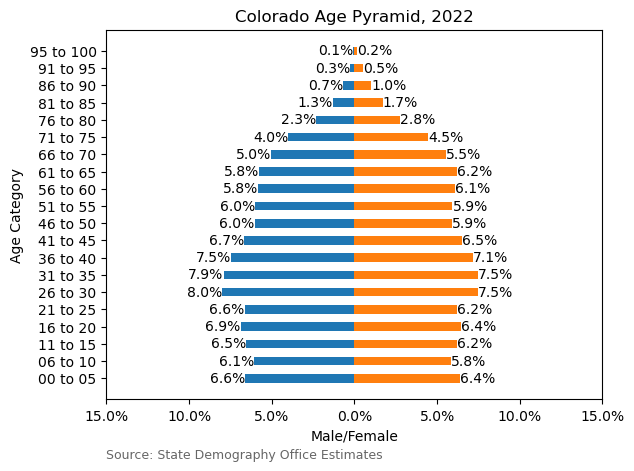 Colorado Age Pyramid, 2022
Age Category
95 to 100 0.1% 0.2%
91 to 95 0.3% 0.5%
86 to 90 0.7% 1.0%
81 to 85 1.3% 1.7%
76 to 80 2.3% 2.8%
71 to 75 4.0% 4.5%
66 to 70 5.0% 5.5%
61 to 65 5.8% 6.2%
56 to 60 5.8% 6.1%
51 to 55 6.0% 5.9%
46 to 50 6.0% 5.9%
41 to 45 6.7% 6.5%
36 to 40 7.5% 7.1%
31 to 35 7.9% 7.5%
26 to 30 8.0% 7.5%
21 to 25 6.6% 6.2%
16 to 20 6.9% 6.4%
11 to 15 6.5% 6.2%
06 to 10 6.1% 5.8%
00 to 05 6.6% 6.4%
15.0% 10.0% 5.0% 0.0% 5.0% 10.0% 15.0%
Male/Female
Source: State Demography Office Estimates